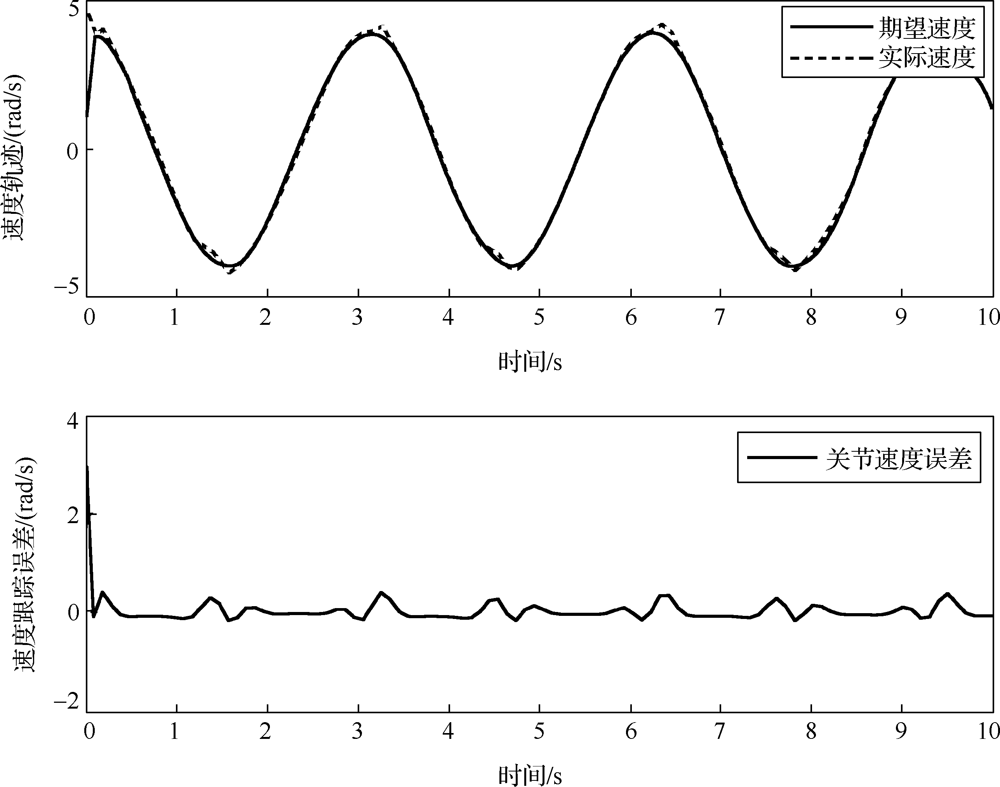 5
0
−5
速度轨迹/(rad/s)
期望速度
实际速度
0 1 2 3 4 5 6 7 8 9 10
时间/s
4
2
0
−2
速度跟踪误差/(rad/s)
关节速度误差
0 1 2 3 4 5 6 7 8 9 10
时间/s